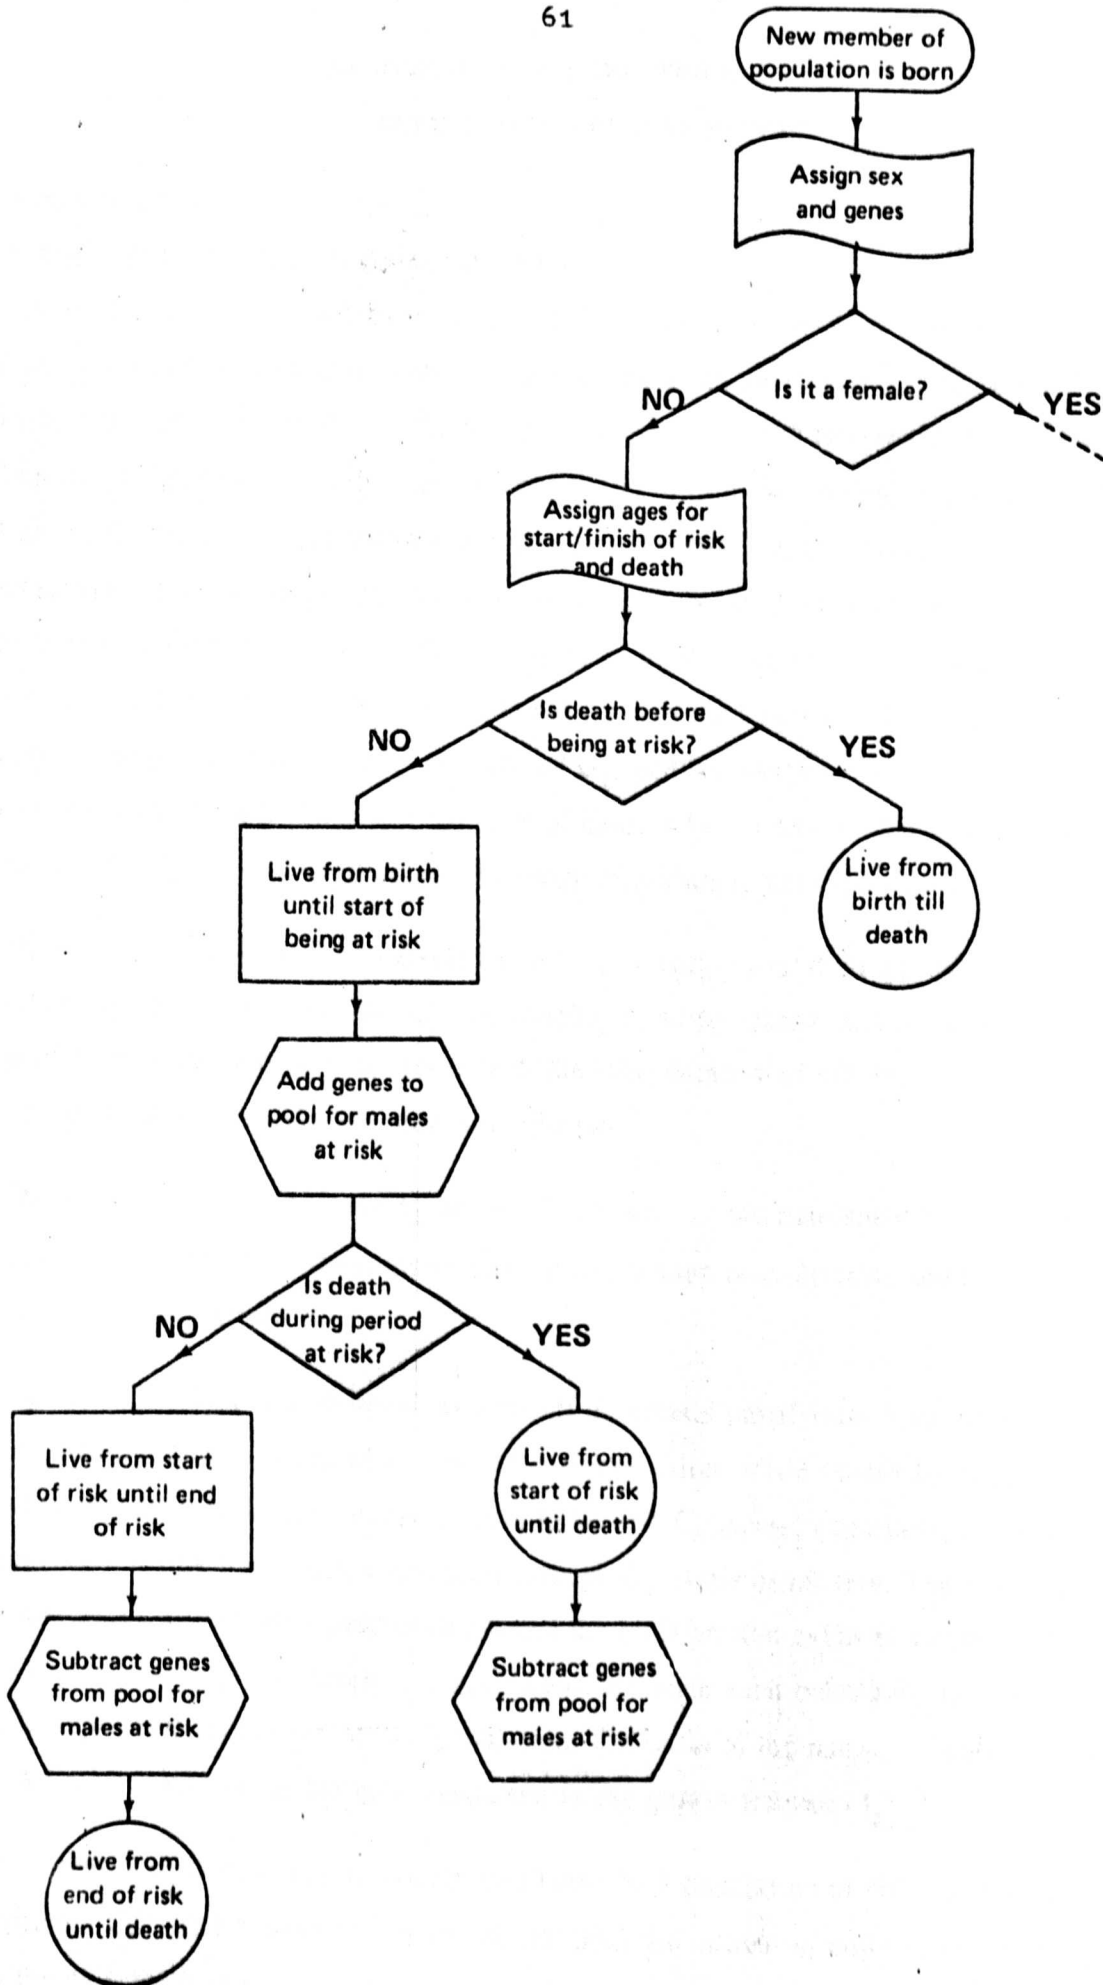 61
New member of
population is born
Assign sex
and genes
Is it a female?
NO
YES
Assign ages for
start/finish of risk
and death
Is death before
being at risk?
NO
YES
Live from birth
until start of
being at risk
Live from
birth till
death
Add genes to
pool for males
at risk
Is death
during period
at risk?
NO
YES
Live from start
of risk until end
of risk
Live from
start of risk
until death
Subtract genes
from pool for
males at risk
Subtract genes
from pool for
males at risk
Live from
end of risk
until death